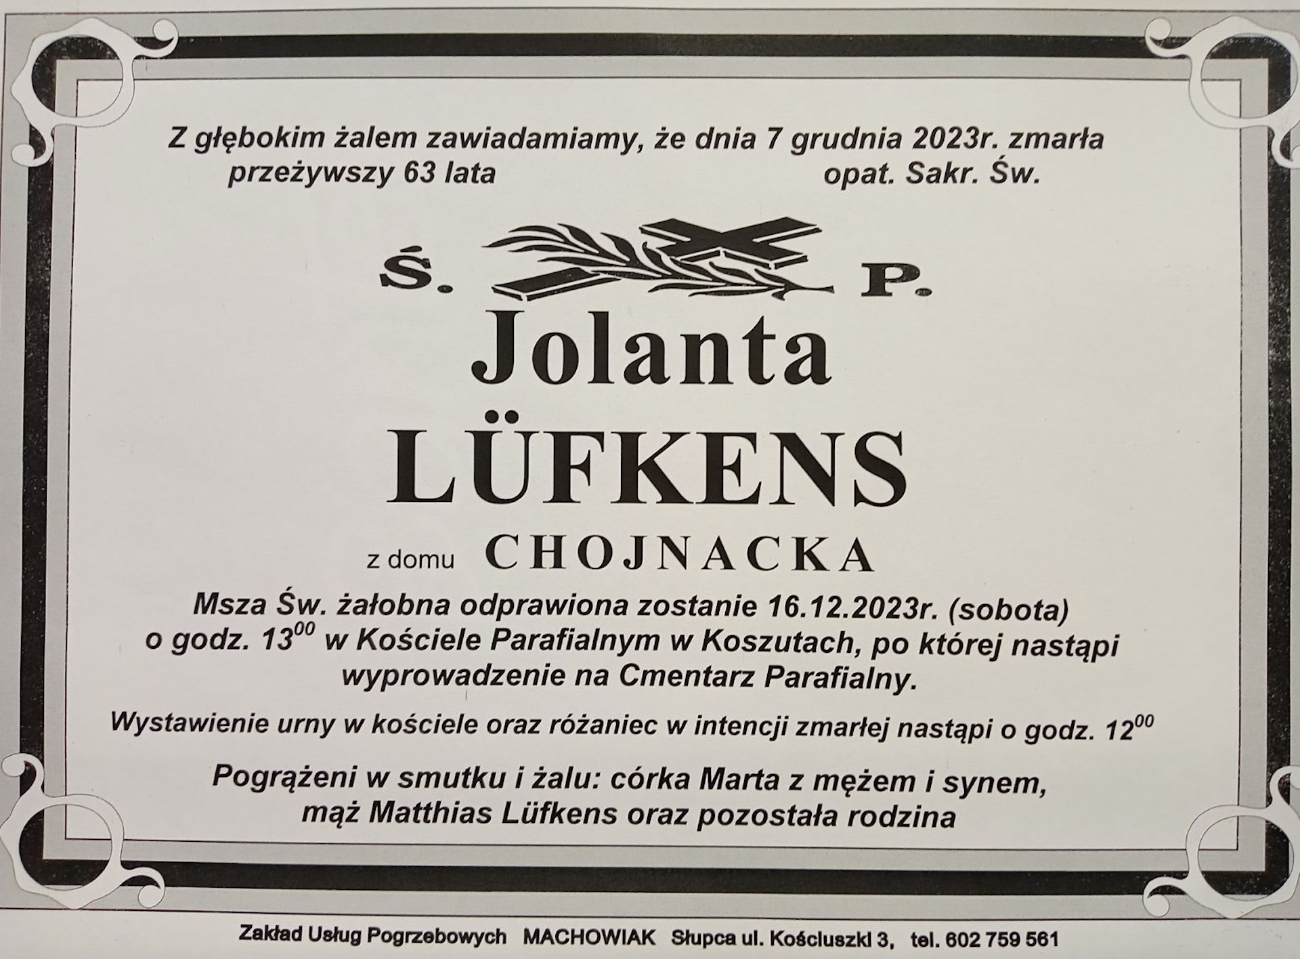 Z głębokim żalem zawiadamiamy, że dnia 7 grudnia 2023r. zmarła
przeżywszy 63 lata opat. Sakr. Św.
Ś. P.
Jolanta
LÜFKENS
z domu CHOJNACKA
Msza Św. żałobna odprawiona zostanie 16.12.2023r. (sobota)
o godz. 13⁰⁰ w Kościele Parafialnym w Koszutach, po której nastąpi
wyprowadzenie na Cmentarz Parafialny.
Wystawienie urny w kościele oraz różaniec w intencji zmarłej nastąpi o godz. 12⁰⁰
Pogrążeni w smutku i żalu: córka Marta z mężem i synem,
mąż Matthias Lüfkens oraz pozostała rodzina
Zakład Usług Pogrzebowych MACHOWIAK Słupca ul. Kościuszki 3, tel. 602 759 561